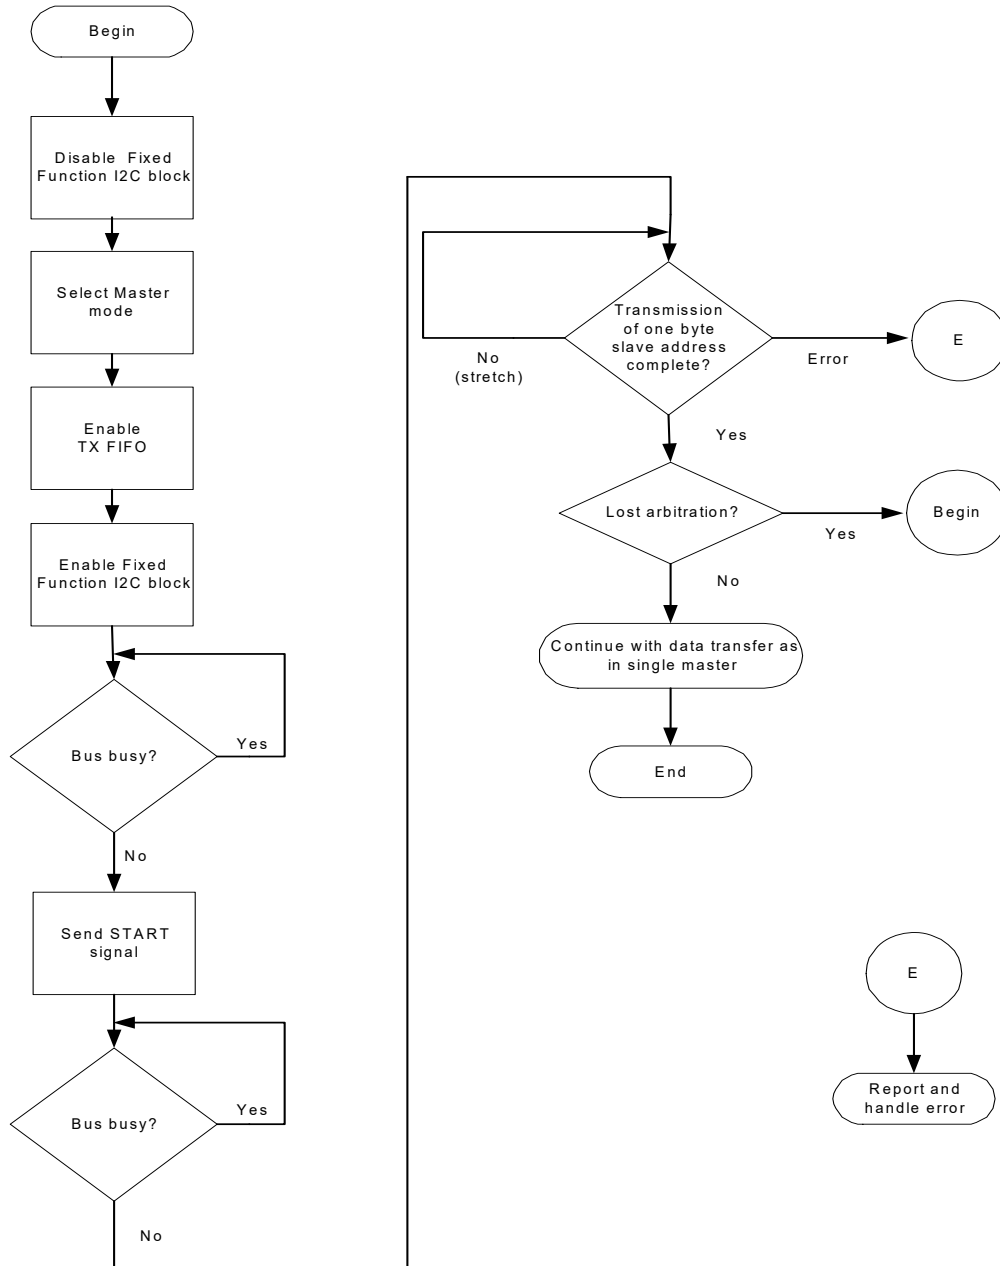 Begin
Disable Fixed
Function I2C block
Select Master
mode
Enable
TX FIFO
Enable Fixed
Function I2C block
Bus busy?
Yes
No
Send START
signal
Bus busy?
Yes
No
Transmission
of one byte
slave address
complete?
No
(stretch)
Error
E
Yes
Lost arbitration?
Yes
Begin
No
Continue with data transfer as
in single master
End
E
Report and
handle error